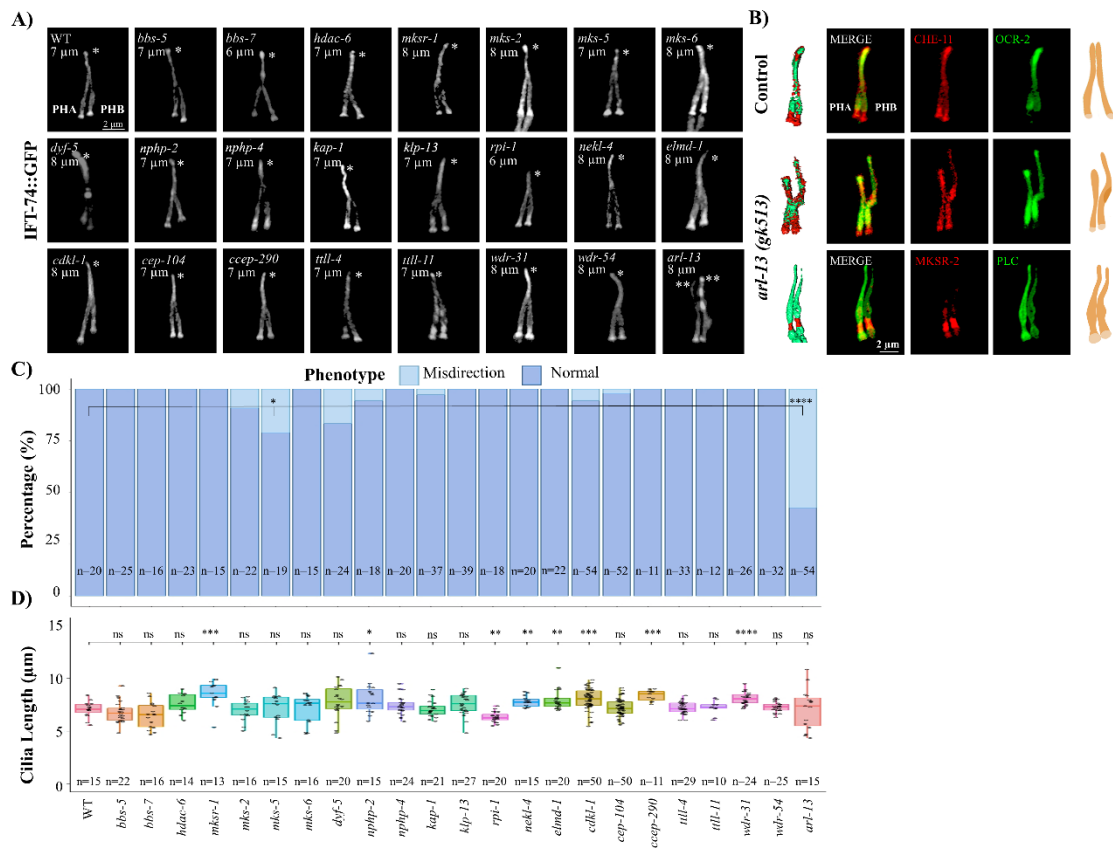 A)
WT
7 µm
*
PHA
PHB
2 µm
bbs-5
7 µm
*
bbs-7
6 µm
*
hdac-6
7 µm
*
mksr-1
8 µm
*
mks-2
8 µm
*
mks-5
7 µm
*
mks-6
8 µm
*
dyf-5
8 µm
*
nphp-2
7 µm
*
nphp-4
7 µm
*
kap-1
7 µm
*
klp-13
7 µm
*
rpi-1
6 µm
*
nekl-4
8 µm
*
elmd-1
8 µm
*
cdkl-1
8 µm
*
cep-104
7 µm
*
ccep-290
7 µm
*
ttll-4
7 µm
*
ttll-11
7 µm
*
wdr-31
8 µm
*
wdr-54
8 µm
*
arl-13
8 µm
**
**
IFT-74::GFP
B)
Control
MERGE
CHE-11
OCR-2
PHA
PHB
arl-13 (gk513)
MERGE
MKSR-2
PLC
2 µm
C)
Phenotype
Misdirection
Normal
Percentage (%)
100
75
50
25
0
*
****
n–20
n–25
n–16
n–23
n–15
n–22
n–19
n–15
n–24
n–18
n–20
n–37
n–39
n–18
n=20
n=22
n–54
n–52
n–11
n–33
n–12
n–26
n–32
n–54
D)
Cilia Length (µm)
15
10
5
0
ns
ns
ns
***
ns
ns
ns
ns
*
ns
ns
ns
**
**
**
***
ns
***
ns
ns
****
ns
ns
n=15
n=22
n=16
n=14
n=13
n=16
n=15
n=16
n=20
n=15
n=24
n=21
n=27
n=20
n=15
n=20
n=50
n–50
n–11
n=29
n=10
n–24
n–25
n=15
WT
bbs-5
bbs-7
hdac-6
mksr-1
mks-2
mks-5
mks-6
dyf-5
nphp-2
nphp-4
kap-1
klp-13
rpi-1
nekl-4
elmd-1
cdkl-1
cep-104
ccep-290
ttll-4
ttll-11
wdr-31
wdr-54
arl-13